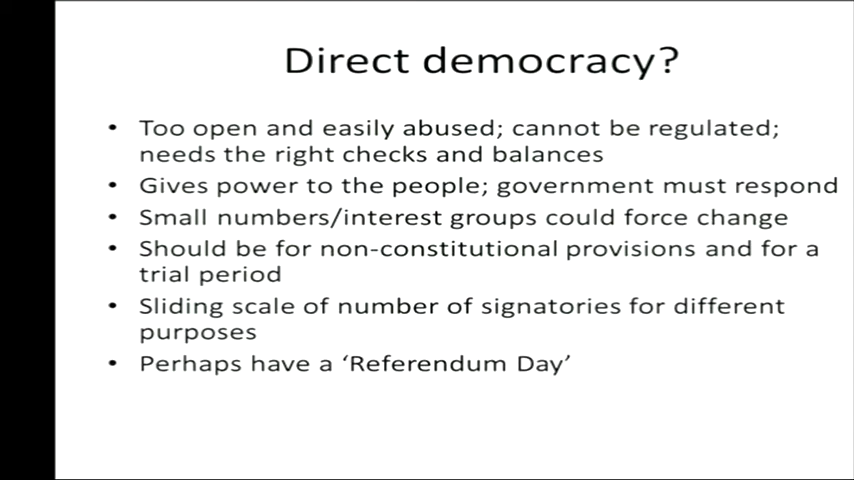 Direct democracy?
• Too open and easily abused; cannot be regulated;
needs the right checks and balances
• Gives power to the people; government must respond
• Small numbers/interest groups could force change
• Should be for non-constitutional provisions and for a
trial period
• Sliding scale of number of signatories for different
purposes
• Perhaps have a ‘Referendum Day’